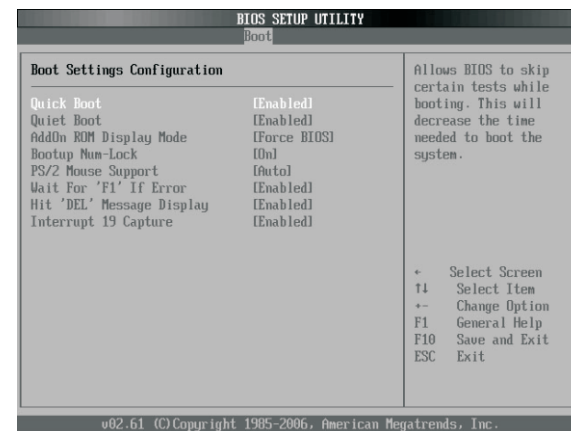 BIOS SETUP UTILITY
Boot
Boot Settings Configuration
Quick Boot [Enabled]
Quiet Boot [Enabled]
AddOn ROM Display Mode [Force BIOS]
Bootup Num-Lock [On]
PS/2 Mouse Support [Auto]
Wait For 'F1' If Error [Enabled]
Hit 'DEL' Message Display [Enabled]
Interrupt 19 Capture [Enabled]
Allows BIOS to skip
certain tests while
booting. This will
decrease the time
needed to boot the
system.
← Select Screen
↑↓ Select Item
+- Change Option
F1 General Help
F10 Save and Exit
ESC Exit
v02.61 (C)Copyright 1985-2006, American Megatrends, Inc.